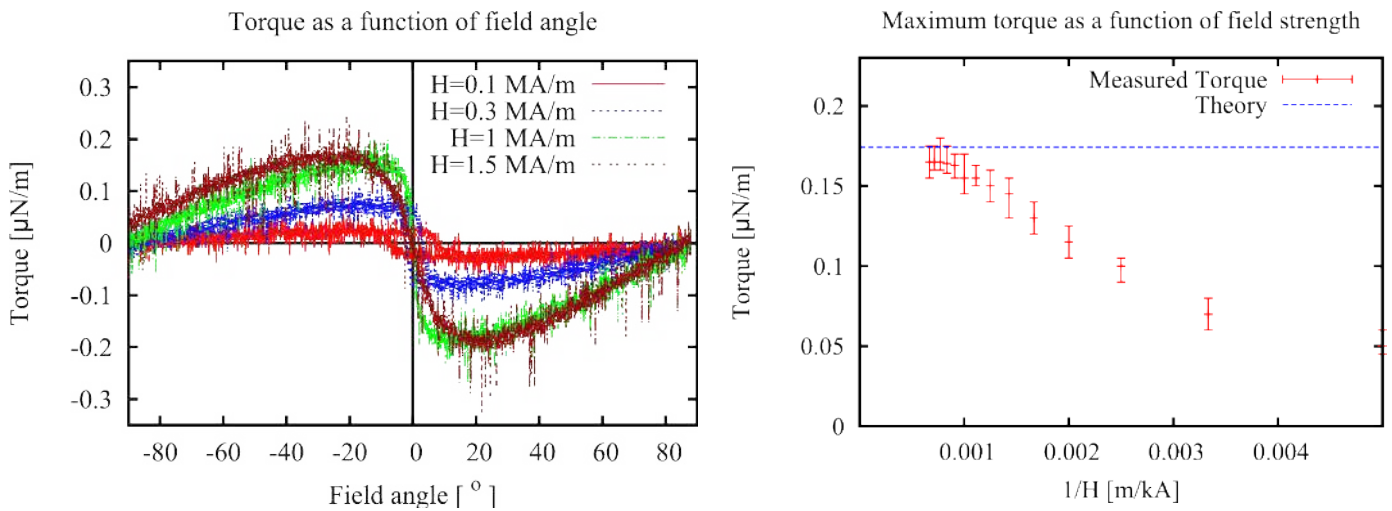 Torque as a function of field angle
H=0.1 MA/m
H=0.3 MA/m
H=1 MA/m
H=1.5 MA/m
0.3
0.2
0.1
0
-0.1
-0.2
-0.3
Torque [µN/m]
-80 -60 -40 -20 0 20 40 60 80
Field angle [ ° ]
Maximum torque as a function of field strength
Measured Torque
Theory
0.2
0.15
0.1
0.05
0
Torque [µN/m]
0.001 0.002 0.003 0.004
1/H [m/kA]